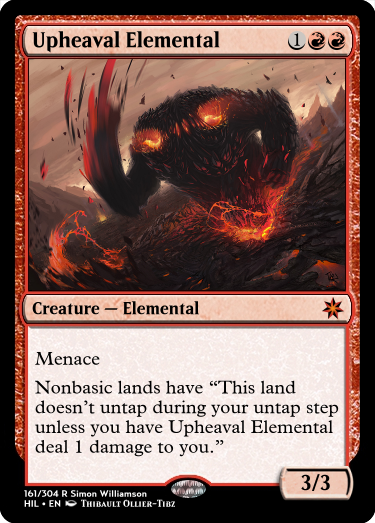 Upheaval Elemental 1
Creature — Elemental
Menace
Nonbasic lands have “This land
doesn’t untap during your untap step
unless you have Upheaval Elemental
deal 1 damage to you.”
3/3
161/304 R Simon Williamson
HIL • EN Thibault Ollier-Tibz